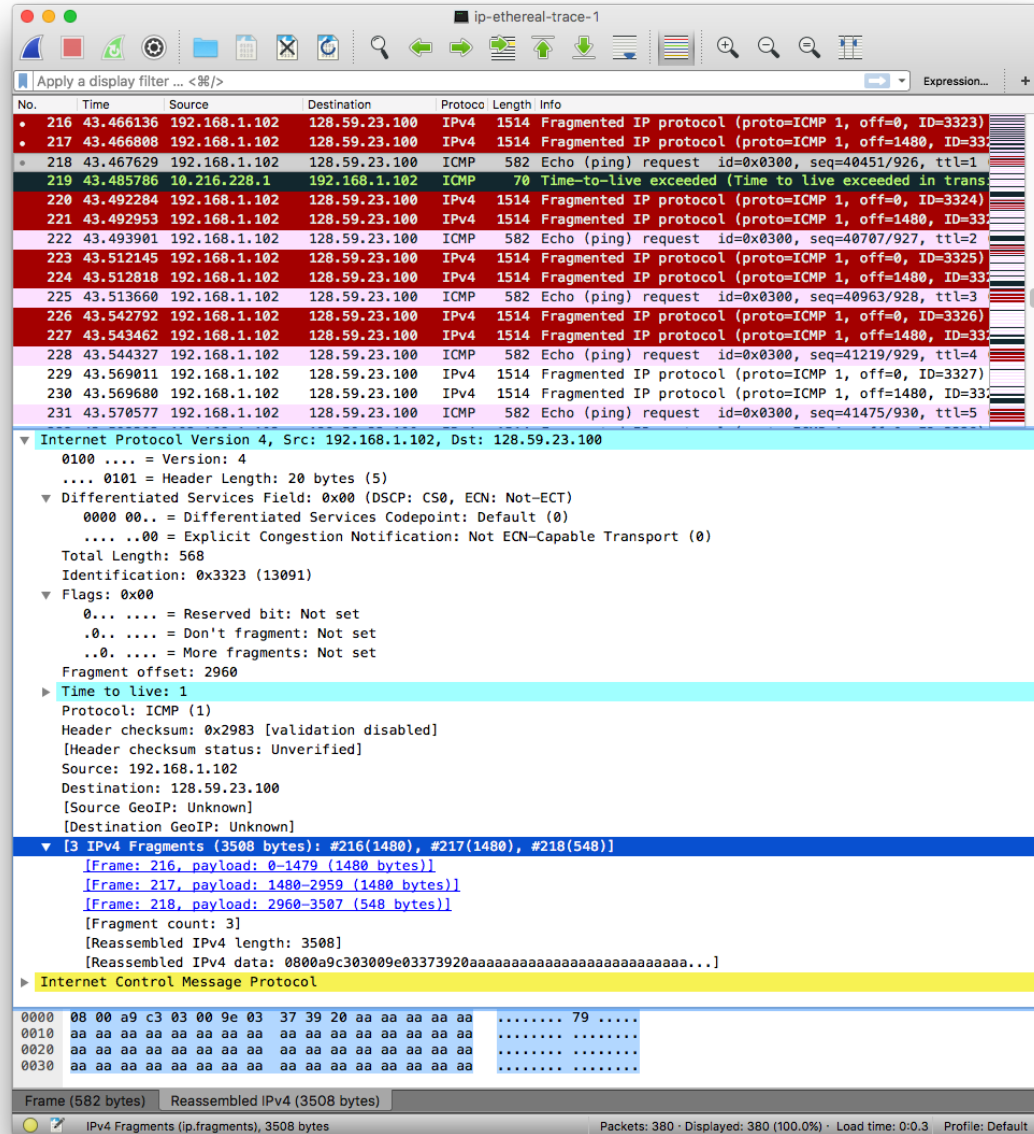 ip-ethereal-trace-1
Apply a display filter ... <⌘/>
Expression...
+
No. Time Source Destination Protocc Length Info
216 43.466136 192.168.1.102 128.59.23.100 IPv4 1514 Fragmented IP protocol (proto=ICMP 1, off=0, ID=3323)
217 43.466808 192.168.1.102 128.59.23.100 IPv4 1514 Fragmented IP protocol (proto=ICMP 1, off=1480, ID=332
218 43.467629 192.168.1.102 128.59.23.100 ICMP 582 Echo (ping) request id=0x0300, seq=40451/926, ttl=1
219 43.485786 10.216.228.1 192.168.1.102 ICMP 70 Time-to-live exceeded (Time to live exceeded in trans
220 43.492284 192.168.1.102 128.59.23.100 IPv4 1514 Fragmented IP protocol (proto=ICMP 1, off=0, ID=3324)
221 43.492953 192.168.1.102 128.59.23.100 IPv4 1514 Fragmented IP protocol (proto=ICMP 1, off=1480, ID=332
222 43.493901 192.168.1.102 128.59.23.100 ICMP 582 Echo (ping) request id=0x0300, seq=40707/927, ttl=2
223 43.512145 192.168.1.102 128.59.23.100 IPv4 1514 Fragmented IP protocol (proto=ICMP 1, off=0, ID=3325)
224 43.512818 192.168.1.102 128.59.23.100 IPv4 1514 Fragmented IP protocol (proto=ICMP 1, off=1480, ID=332
225 43.513660 192.168.1.102 128.59.23.100 ICMP 582 Echo (ping) request id=0x0300, seq=40963/928, ttl=3
226 43.542792 192.168.1.102 128.59.23.100 IPv4 1514 Fragmented IP protocol (proto=ICMP 1, off=0, ID=3326)
227 43.543462 192.168.1.102 128.59.23.100 IPv4 1514 Fragmented IP protocol (proto=ICMP 1, off=1480, ID=332
228 43.544327 192.168.1.102 128.59.23.100 ICMP 582 Echo (ping) request id=0x0300, seq=41219/929, ttl=4
229 43.569011 192.168.1.102 128.59.23.100 IPv4 1514 Fragmented IP protocol (proto=ICMP 1, off=0, ID=3327)
230 43.569680 192.168.1.102 128.59.23.100 IPv4 1514 Fragmented IP protocol (proto=ICMP 1, off=1480, ID=332
231 43.570577 192.168.1.102 128.59.23.100 ICMP 582 Echo (ping) request id=0x0300, seq=41475/930, ttl=5
Internet Protocol Version 4, Src: 192.168.1.102, Dst: 128.59.23.100
0100 .... = Version: 4
.... 0101 = Header Length: 20 bytes (5)
Differentiated Services Field: 0x00 (DSCP: CS0, ECN: Not-ECT)
0000 00.. = Differentiated Services Codepoint: Default (0)
.... ..00 = Explicit Congestion Notification: Not ECN-Capable Transport (0)
Total Length: 568
Identification: 0x3323 (13091)
Flags: 0x00
0... .... = Reserved bit: Not set
.0.. .... = Don't fragment: Not set
..0. .... = More fragments: Not set
Fragment offset: 2960
Time to live: 1
Protocol: ICMP (1)
Header checksum: 0x2983 [validation disabled]
[Header checksum status: Unverified]
Source: 192.168.1.102
Destination: 128.59.23.100
[Source GeoIP: Unknown]
[Destination GeoIP: Unknown]
[3 IPv4 Fragments (3508 bytes): #216(1480), #217(1480), #218(548)]
[Frame: 216, payload: 0-1479 (1480 bytes)]
[Frame: 217, payload: 1480-2959 (1480 bytes)]
[Frame: 218, payload: 2960-3507 (548 bytes)]
[Fragment count: 3]
[Reassembled IPv4 length: 3508]
[Reassembled IPv4 data: 0800a9c303009e03373920aaaaaaaaaaaaaaaaaaaaaaaaaa...]
Internet Control Message Protocol
0000 08 00 a9 c3 03 00 9e 03 37 39 20 aa aa aa aa aa ........ 79 .....
0010 aa aa aa aa aa aa aa aa aa aa aa aa aa aa aa aa ........ ........
0020 aa aa aa aa aa aa aa aa aa aa aa aa aa aa aa aa ........ ........
0030 aa aa aa aa aa aa aa aa aa aa aa aa aa aa aa aa ........ ........
Frame (582 bytes) Reassembled IPv4 (3508 bytes)
IPv4 Fragments (ip.fragments), 3508 bytes Packets: 380 · Displayed: 380 (100.0%) · Load time: 0:0.3 Profile: Default